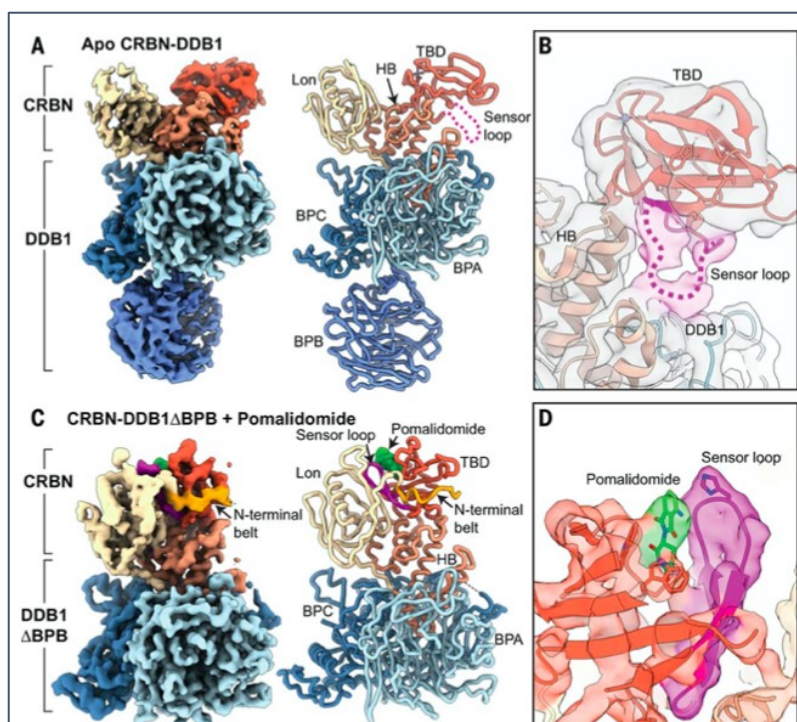 A Apo CRBN-DDB1
CRBN
DDB1
Lon
HB
TBD
Sensor
loop
BPC
BPA
BPB
B
TBD
HB
Sensor loop
DDB1
C CRBN-DDB1ΔBPB + Pomalidomide
CRBN
DDB1
ΔBPB
N-terminal
belt
Sensor loop
Pomalidomide
Lon
TBD
N-terminal
belt
HB
BPC
BPA
D
Sensor loop
Pomalidomide